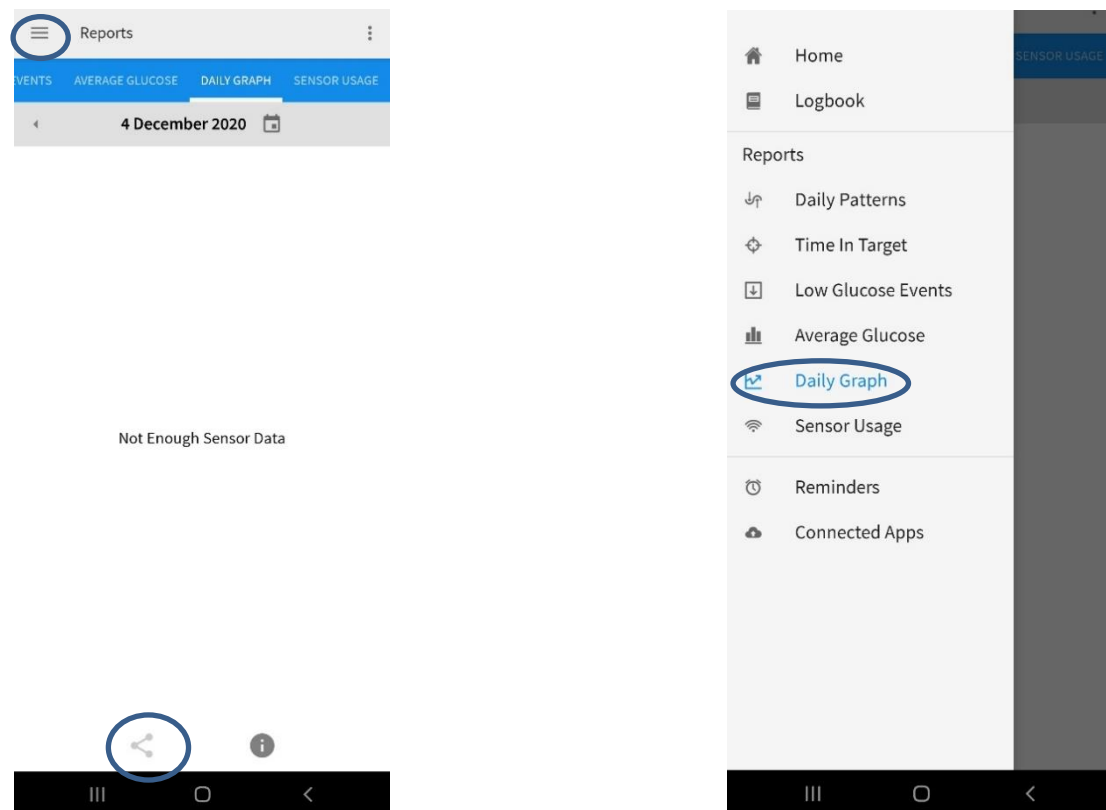 Reports
VENTS AVERAGE GLUCOSE DAILY GRAPH SENSOR USAGE
4 December 2020
Not Enough Sensor Data
Home
Logbook
Reports
Daily Patterns
Time In Target
Low Glucose Events
Average Glucose
Daily Graph
Sensor Usage
Reminders
Connected Apps
SENSOR USAGE